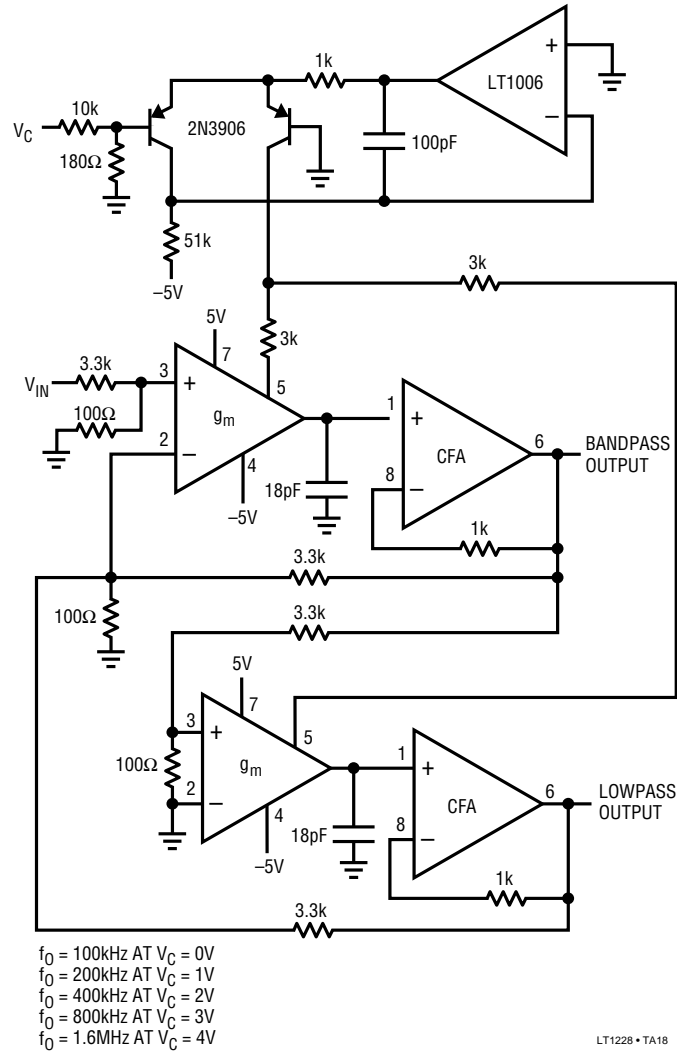 1k
+
LT1006
−
10k
V_C
2N3906
180Ω
100pF
51k
–5V
3k
3k
5V
7
3.3k
V_IN
3
+
5
100Ω
g_m
2
−
4
–5V
18pF
1
+
CFA
8
−
6
BANDPASS
OUTPUT
1k
3.3k
100Ω
3.3k
5V
7
3
+
5
100Ω
g_m
2
−
4
–5V
18pF
1
+
CFA
8
−
6
LOWPASS
OUTPUT
1k
3.3k
f_O = 100kHz AT V_C = 0V
f_O = 200kHz AT V_C = 1V
f_O = 400kHz AT V_C = 2V
f_O = 800kHz AT V_C = 3V
f_O = 1.6MHz AT V_C = 4V
LT1228 • TA18